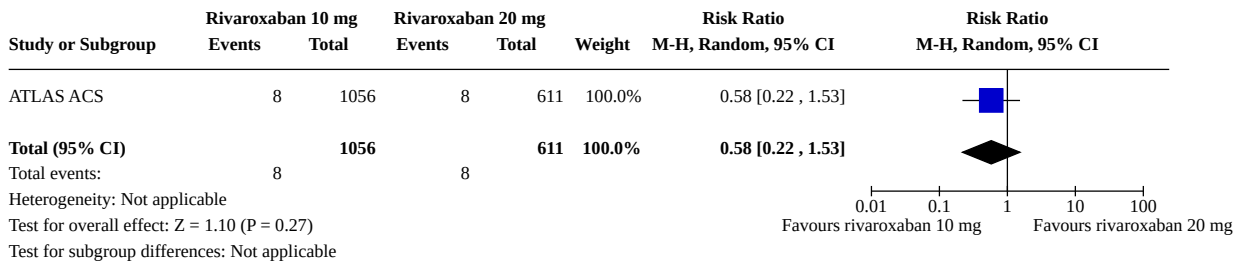 Rivaroxaban 10 mg Rivaroxaban 20 mg Risk Ratio Risk Ratio
Study or Subgroup Events Total Events Total Weight M-H, Random, 95% CI M-H, Random, 95% CI
ATLAS ACS 8 1056 8 611 100.0% 0.58 [0.22 , 1.53]
Total (95% CI) 1056 611 100.0% 0.58 [0.22 , 1.53]
Total events: 8 8
Heterogeneity: Not applicable
0.01 0.1 1 10 100
Test for overall effect: Z = 1.10 (P = 0.27) Favours rivaroxaban 10 mg Favours rivaroxaban 20 mg
Test for subgroup differences: Not applicable